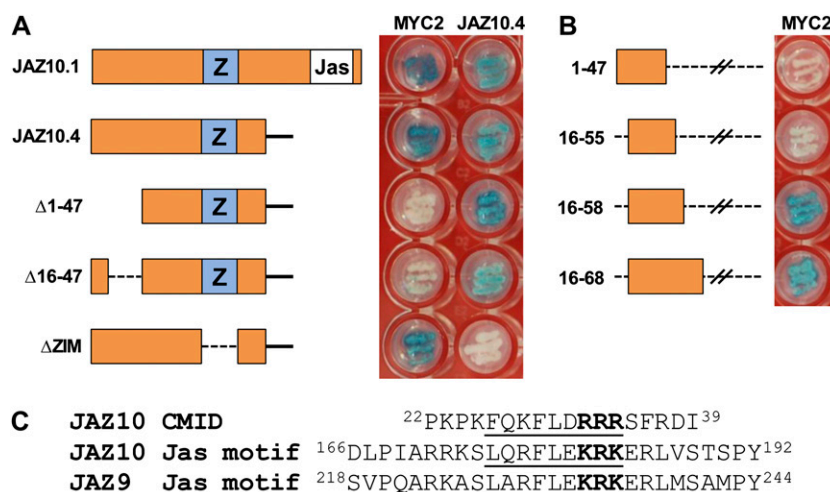 A
MYC2 JAZ10.4
JAZ10.1 Z Jas
JAZ10.4 Z
Δ1-47 Z
Δ16-47 Z
ΔZIM
B
MYC2
1-47
16-55
16-58
16-68
C JAZ10 CMID 22PKPKFQKFLDRRRSFRDI39
JAZ10 Jas motif 166DLPIARRKSLQRFLEKRKERLVSTSPY192
JAZ9 Jas motif 218SVPQARKASLARFLEKRKERLMSAMPY244